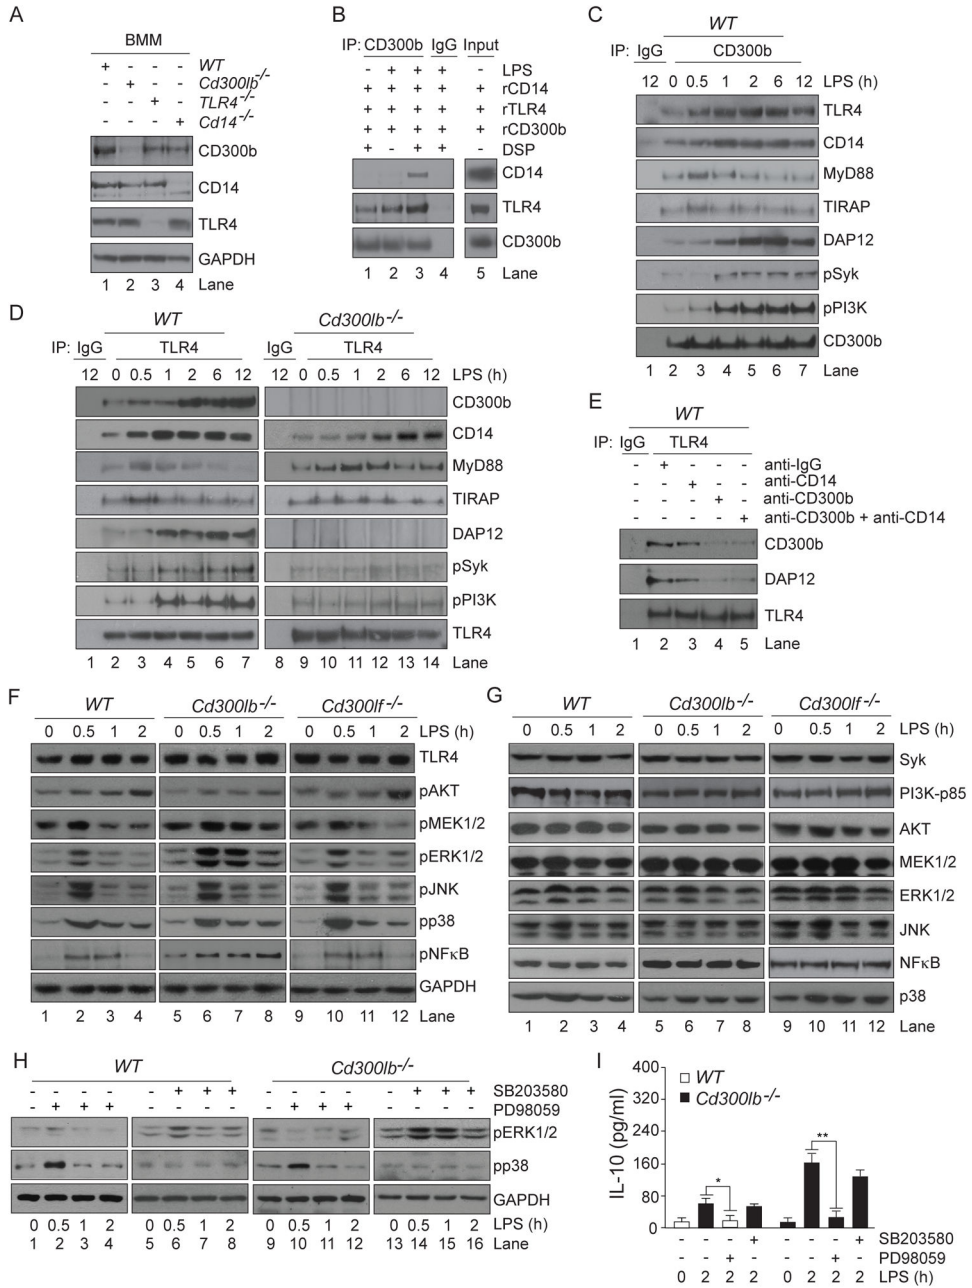 A
BMM
+ - - - WT
- + - - Cd300lb-/-
- - + - TLR4-/-
- - - + Cd14-/-
CD300b
CD14
TLR4
GAPDH
1 2 3 4 Lane
B
IP: CD300b IgG Input
- + + + - LPS
+ + + + + rCD14
+ + + + + rTLR4
+ + + + + rCD300b
+ - + + DSP
CD14
TLR4
CD300b
1 2 3 4 5 Lane
C
WT
IP: IgG CD300b
12 0 0.5 1 2 6 12 LPS (h)
TLR4
CD14
MyD88
TIRAP
DAP12
pSyk
pPI3K
CD300b
1 2 3 4 5 6 7 Lane
D
WT Cd300lb-/-
IP: IgG TLR4 IgG TLR4
12 0 0.5 1 2 6 12 12 0 0.5 1 2 6 12 LPS (h)
CD300b
CD14
MyD88
TIRAP
DAP12
pSyk
pPI3K
TLR4
1 2 3 4 5 6 7 8 9 10 11 12 13 14 Lane
E
WT
IP: IgG TLR4
- + - - - anti-IgG
- - + - - anti-CD14
- - - + - anti-CD300b
- - - - + anti-CD300b + anti-CD14
CD300b
DAP12
TLR4
1 2 3 4 5 Lane
F
WT Cd300lb-/- Cd300lf-/-
0 0.5 1 2 0 0.5 1 2 0 0.5 1 2 LPS (h)
TLR4
pAKT
pMEK1/2
pERK1/2
pJNK
pp38
pNFκB
GAPDH
1 2 3 4 5 6 7 8 9 10 11 12 Lane
G
WT Cd300lb-/- Cd300lf-/-
0 0.5 1 2 0 0.5 1 2 0 0.5 1 2 LPS (h)
Syk
PI3K-p85
AKT
MEK1/2
ERK1/2
JNK
NFκB
p38
1 2 3 4 5 6 7 8 9 10 11 12 Lane
H
WT Cd300lb-/-
- - - - - + + + - - - - - + + + SB203580
- + + + - - - - - + + + - - - - PD98059
pERK1/2
pp38
GAPDH
0 0.5 1 2 0 0.5 1 2 0 0.5 1 2 0 0.5 1 2 LPS (h)
1 2 3 4 5 6 7 8 9 10 11 12 13 14 15 16 Lane
I
IL-10 (pg/ml)
400
320
240
160
80
0
WT
Cd300lb-/-
*
**
- - - + - - - + SB203580
- - + - - - + - PD98059
0 2 2 2 0 2 2 2 LPS (h)